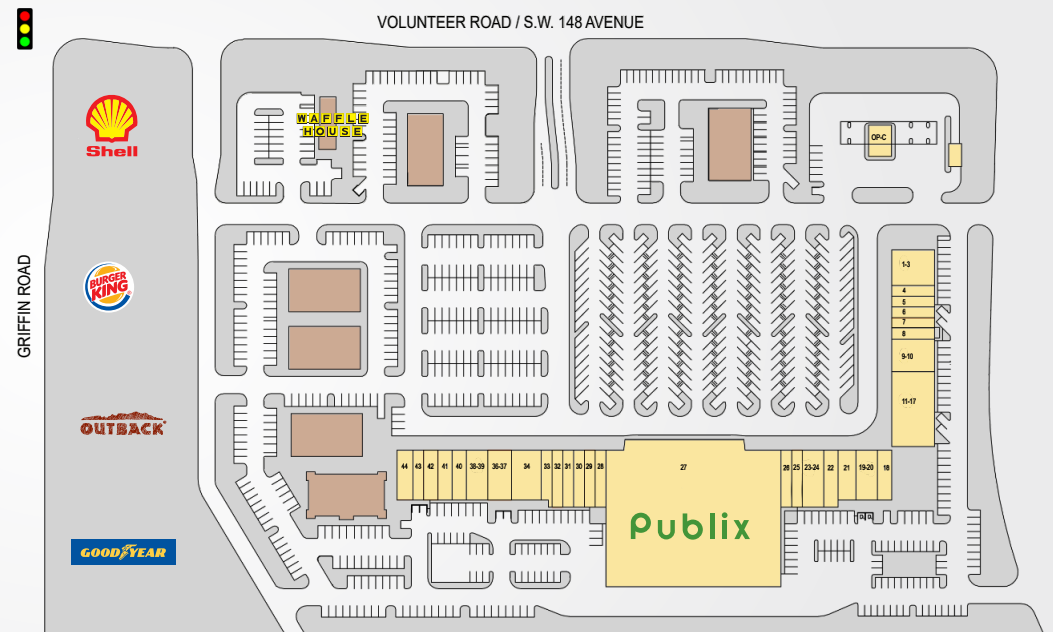 VOLUNTEER ROAD / S.W. 148 AVENUE
Shell
WAFFLE
HOUSE
OP-C
GRIFFIN ROAD
BURGER
KING
1-3
4
5
6
7
8
9-10
11-17
OUTBACK
44 43 42 41 40 38-39 36-37 34 33 32 31 30 29 28 27 26 25 23-24 22 21 19-20 18
Publix
GOODYEAR